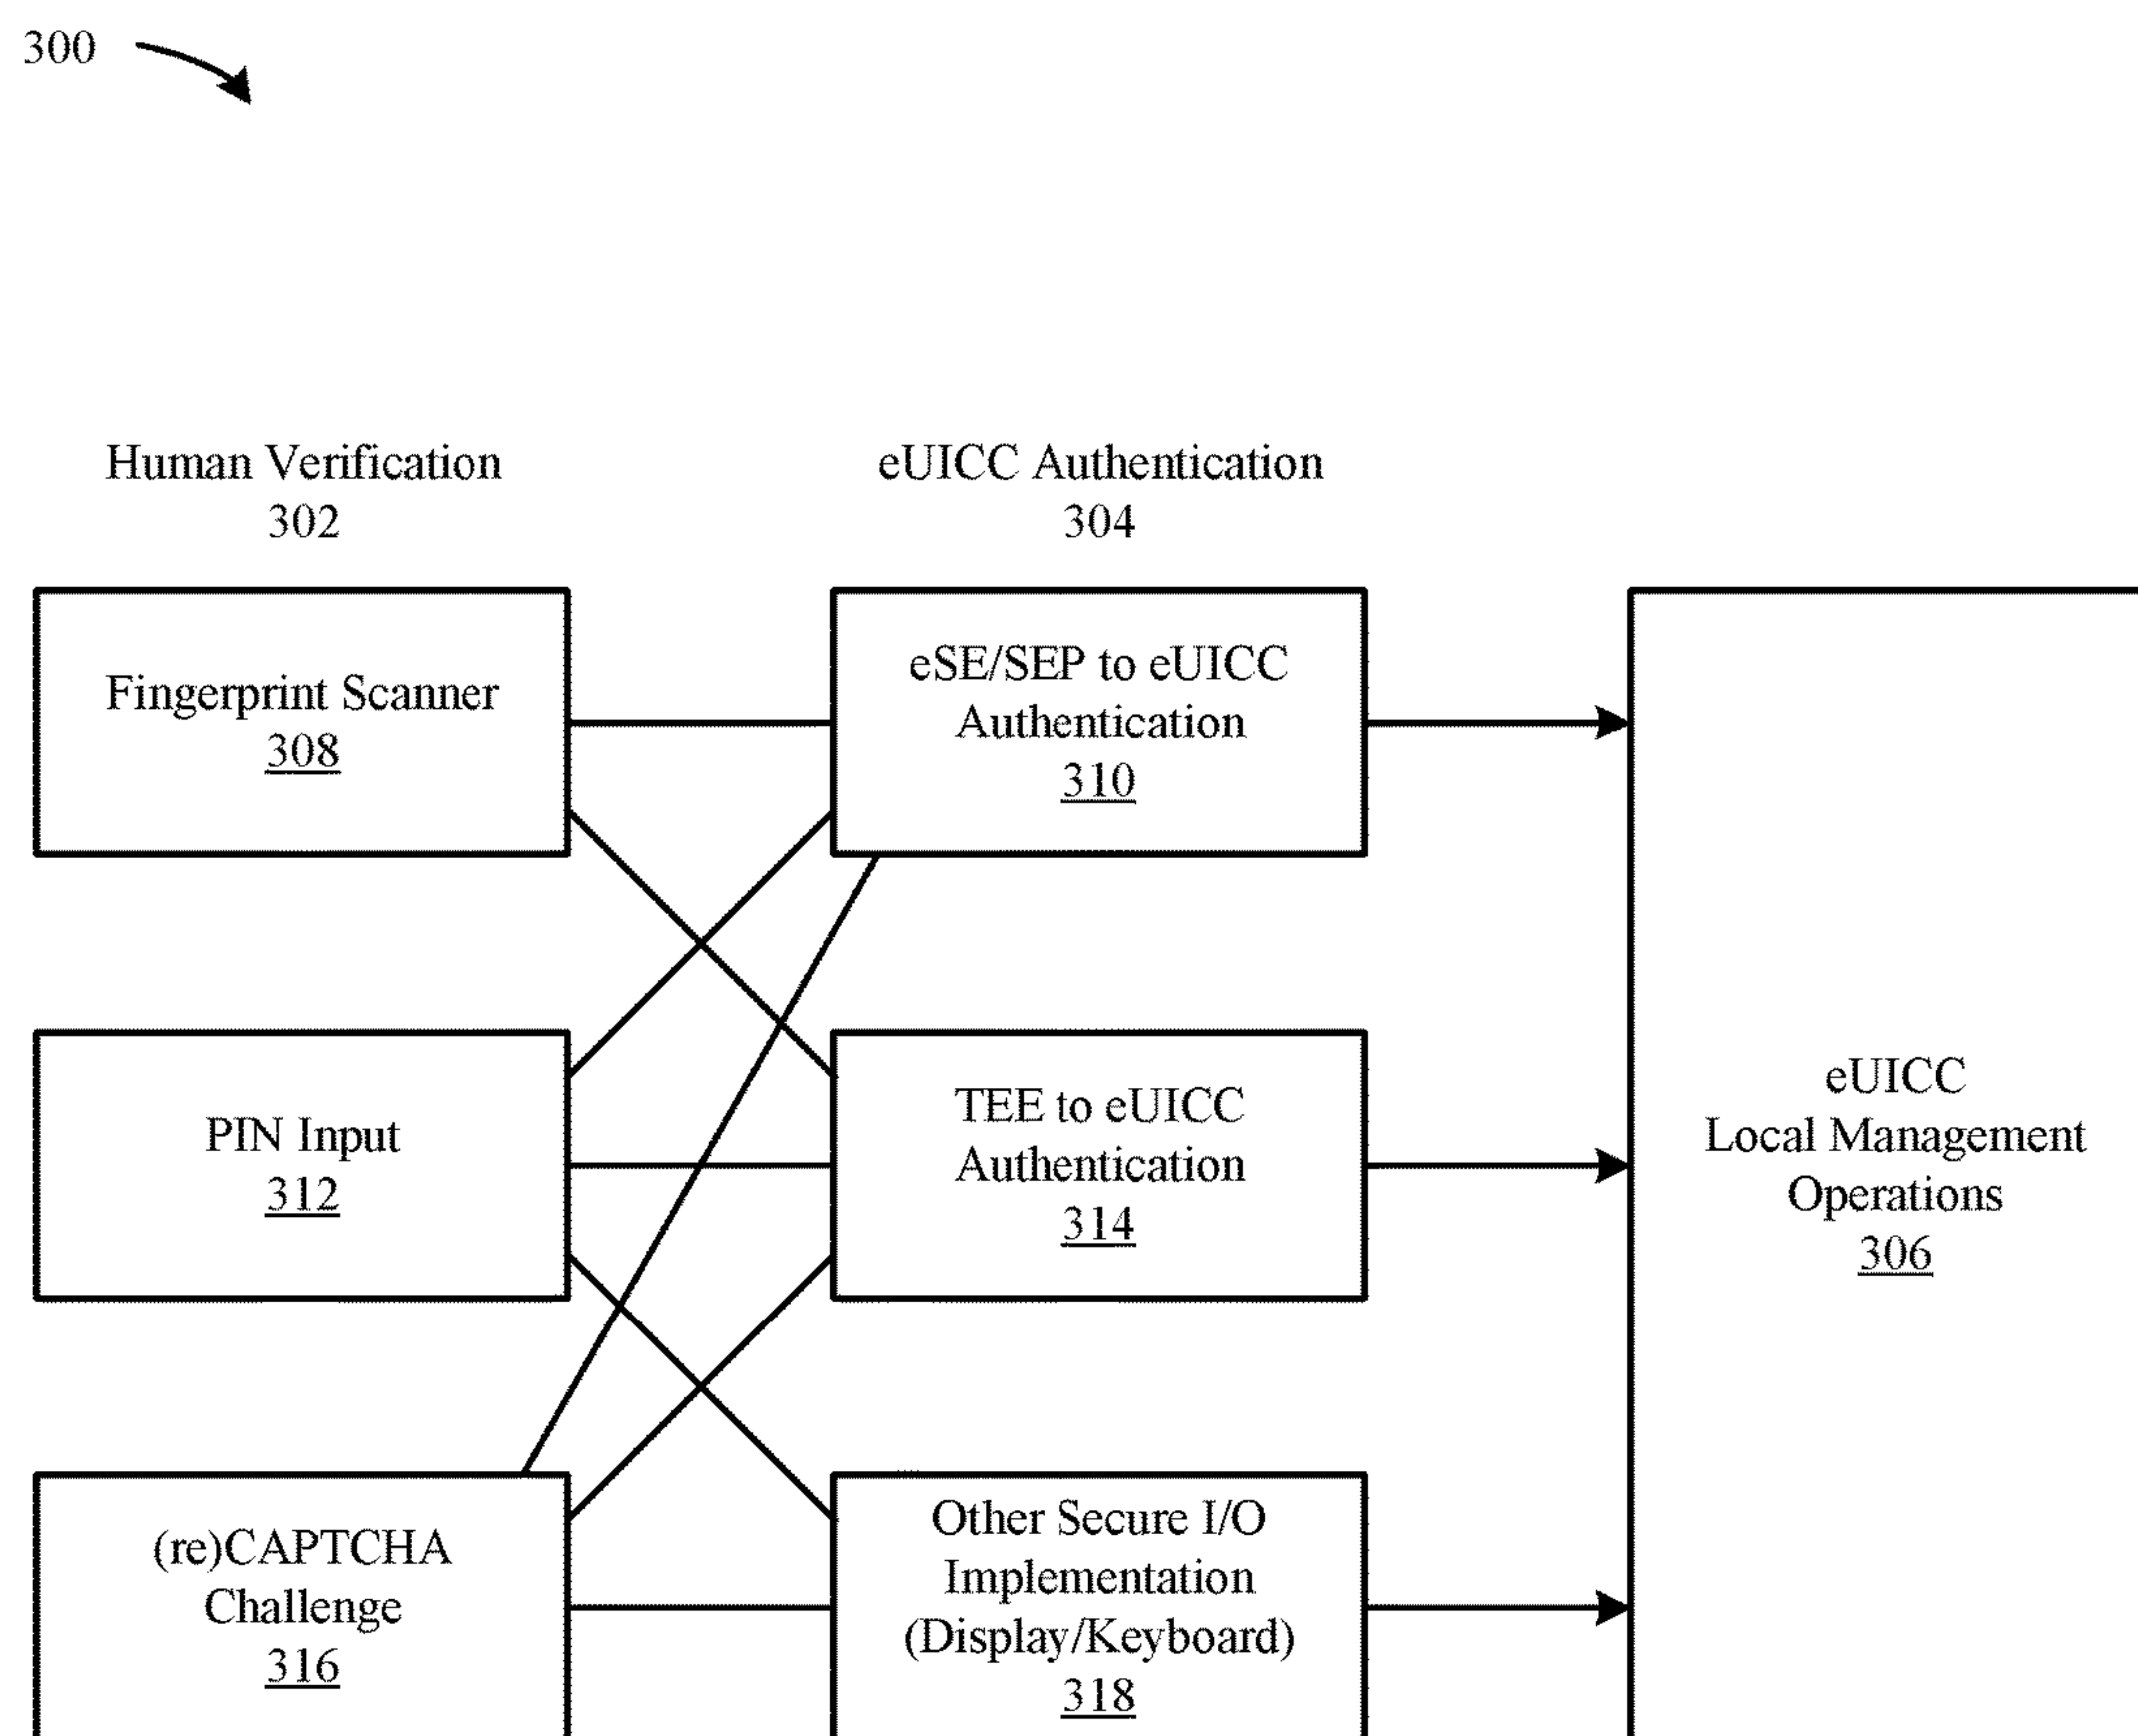 300
Human Verification
302
eUICC Authentication
304
Fingerprint Scanner
308
eSE/SEP to eUICC
Authentication
310
PIN Input
312
TEE to eUICC
Authentication
314
eUICC
Local Management
Operations
306
(re)CAPTCHA
Challenge
316
Other Secure I/O
Implementation
(Display/Keyboard)
318